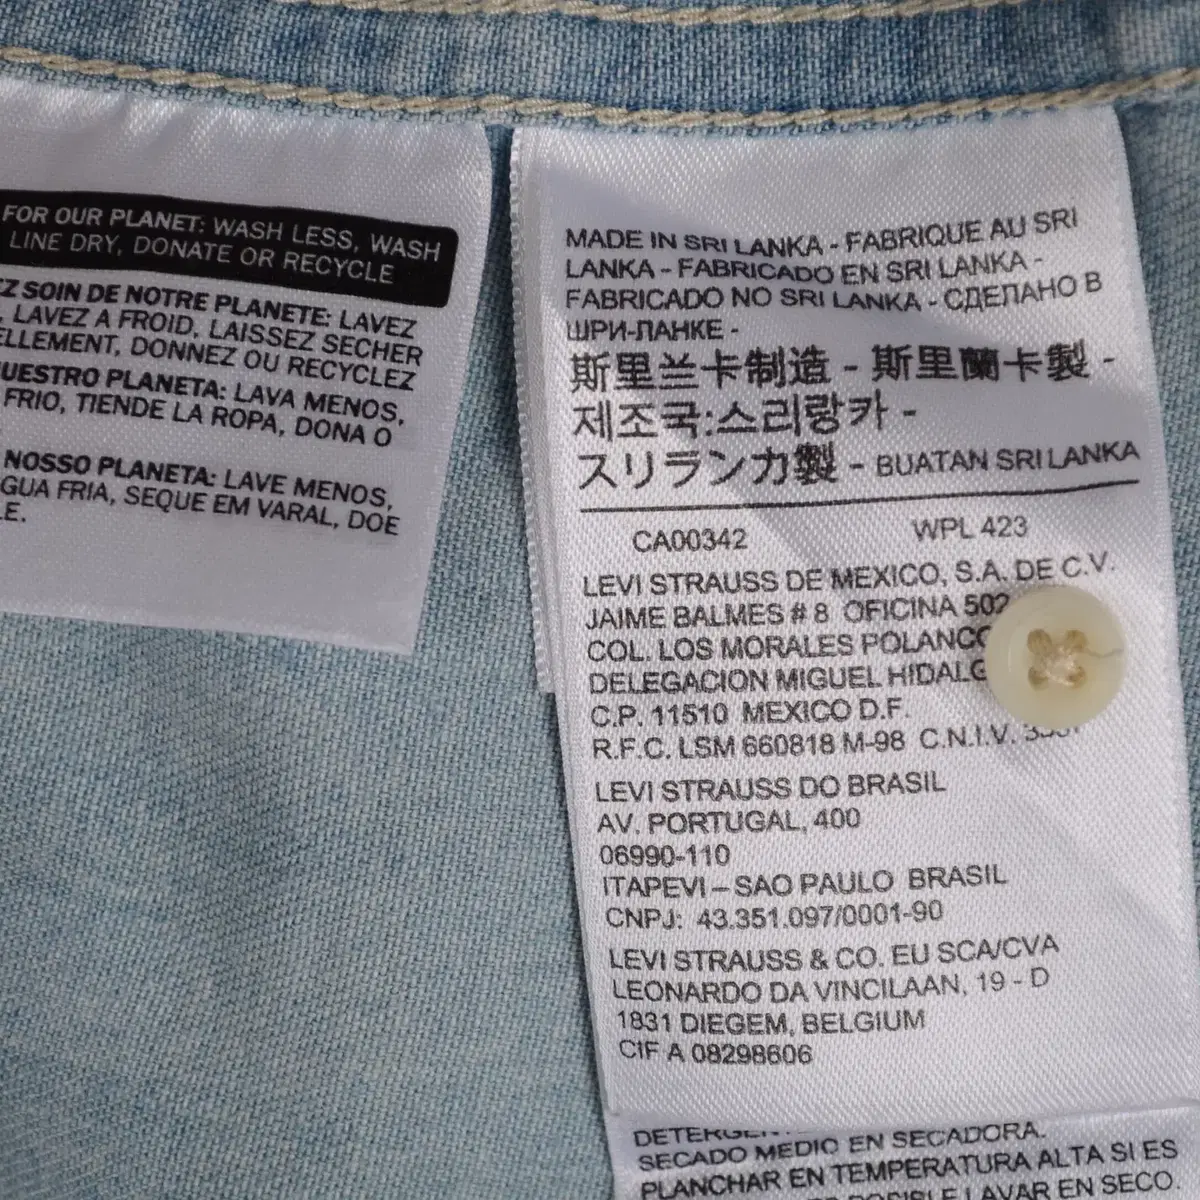 FOR OUR PLANET: WASH LESS, WASH
LINE DRY, DONATE OR RECYCLE
SOIN DE NOTRE PLANETE: LAVEZ
LAVEZ A FROID, LAISSEZ SECHER
DONNEZ OU RECYCLEZ
PLANETA: LAVA MENOS,
FRIO, TIENDE LA ROPA, DONA O
NOSSO PLANETA: LAVE MENOS,
FRIA, SEQUE EM VARAL, DOE
MADE IN SRI LANKA - FABRIQUE AU SRI
LANKA - FABRICADO EN SRI LANKA -
FABRICADO NO SRI LANKA - СДЕЛАНО В
ШРИ-ЛАНКЕ -
斯里兰卡制造 - 斯里蘭卡製 -
제조국:스리랑카 -
スリランカ製 - BUATAN SRI LANKA
CA00342 WPL 423
LEVI STRAUSS DE MEXICO, S.A. DE C.V.
JAIME BALMES # 8 OFICINA 502
COL. LOS MORALES POLANCO
DELEGACION MIGUEL
C.P. 11510 MEXICO D.F.
R.F.C. LSM 660818 M-98 C.N.I.V.
LEVI STRAUSS DO BRASIL
AV. PORTUGAL, 400
06990-110
ITAPEVI – SAO PAULO BRASIL
CNPJ: 43.351.097/0001-90
LEVI STRAUSS & CO. EU SCA/CVA
LEONARDO DA VINCILAAN, 19 - D
1831 DIEGEM, BELGIUM
CIF A 08298606
SECADO MEDIO EN SECADORA.
PLANCHAR EN TEMPERATURA ALTA SI ES
LAVAR EN SECO.